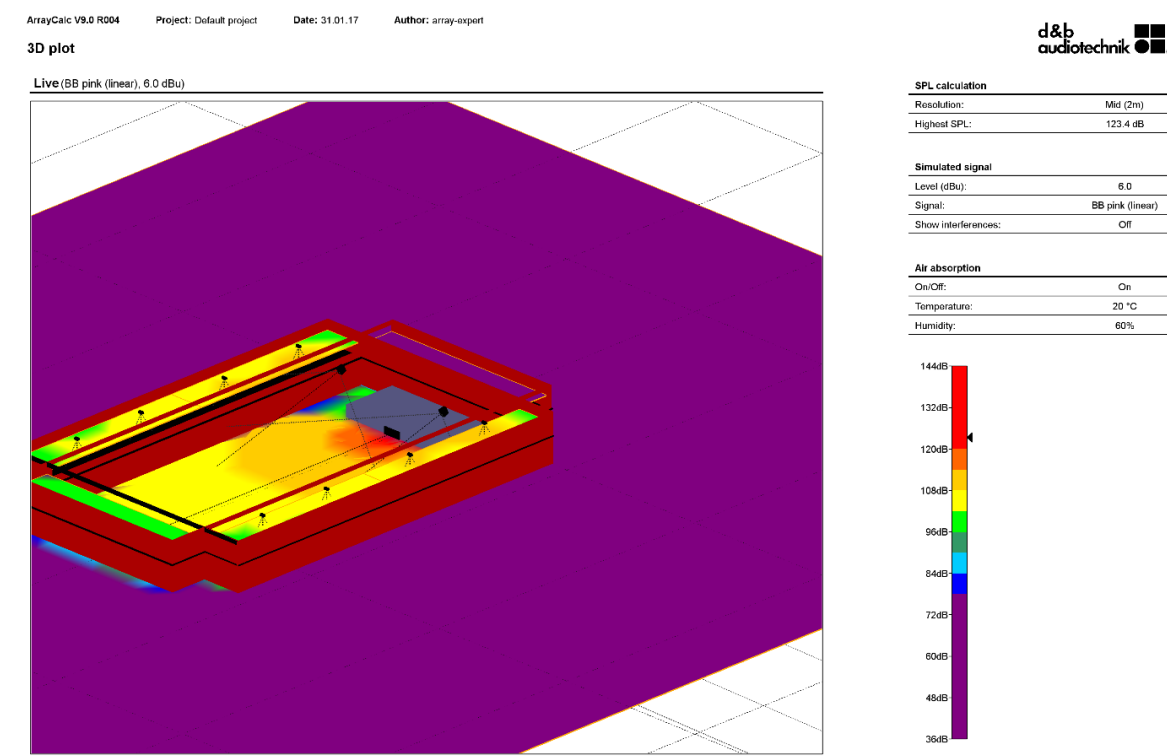 ArrayCalc V9.0 R004 Project: Default project Date: 31.01.17 Author: array-expert
d&b
audiotechnik
3D plot
Live (BB pink (linear), 6.0 dBu)
SPL calculation
Resolution: Mid (2m)
Highest SPL: 123.4 dB
Simulated signal
Level (dBu): 6.0
Signal: BB pink (linear)
Show interferences: Off
Air absorption
On/Off: On
Temperature: 20 °C
Humidity: 60%
144dB
132dB
120dB
108dB
96dB
84dB
72dB
60dB
48dB
36dB